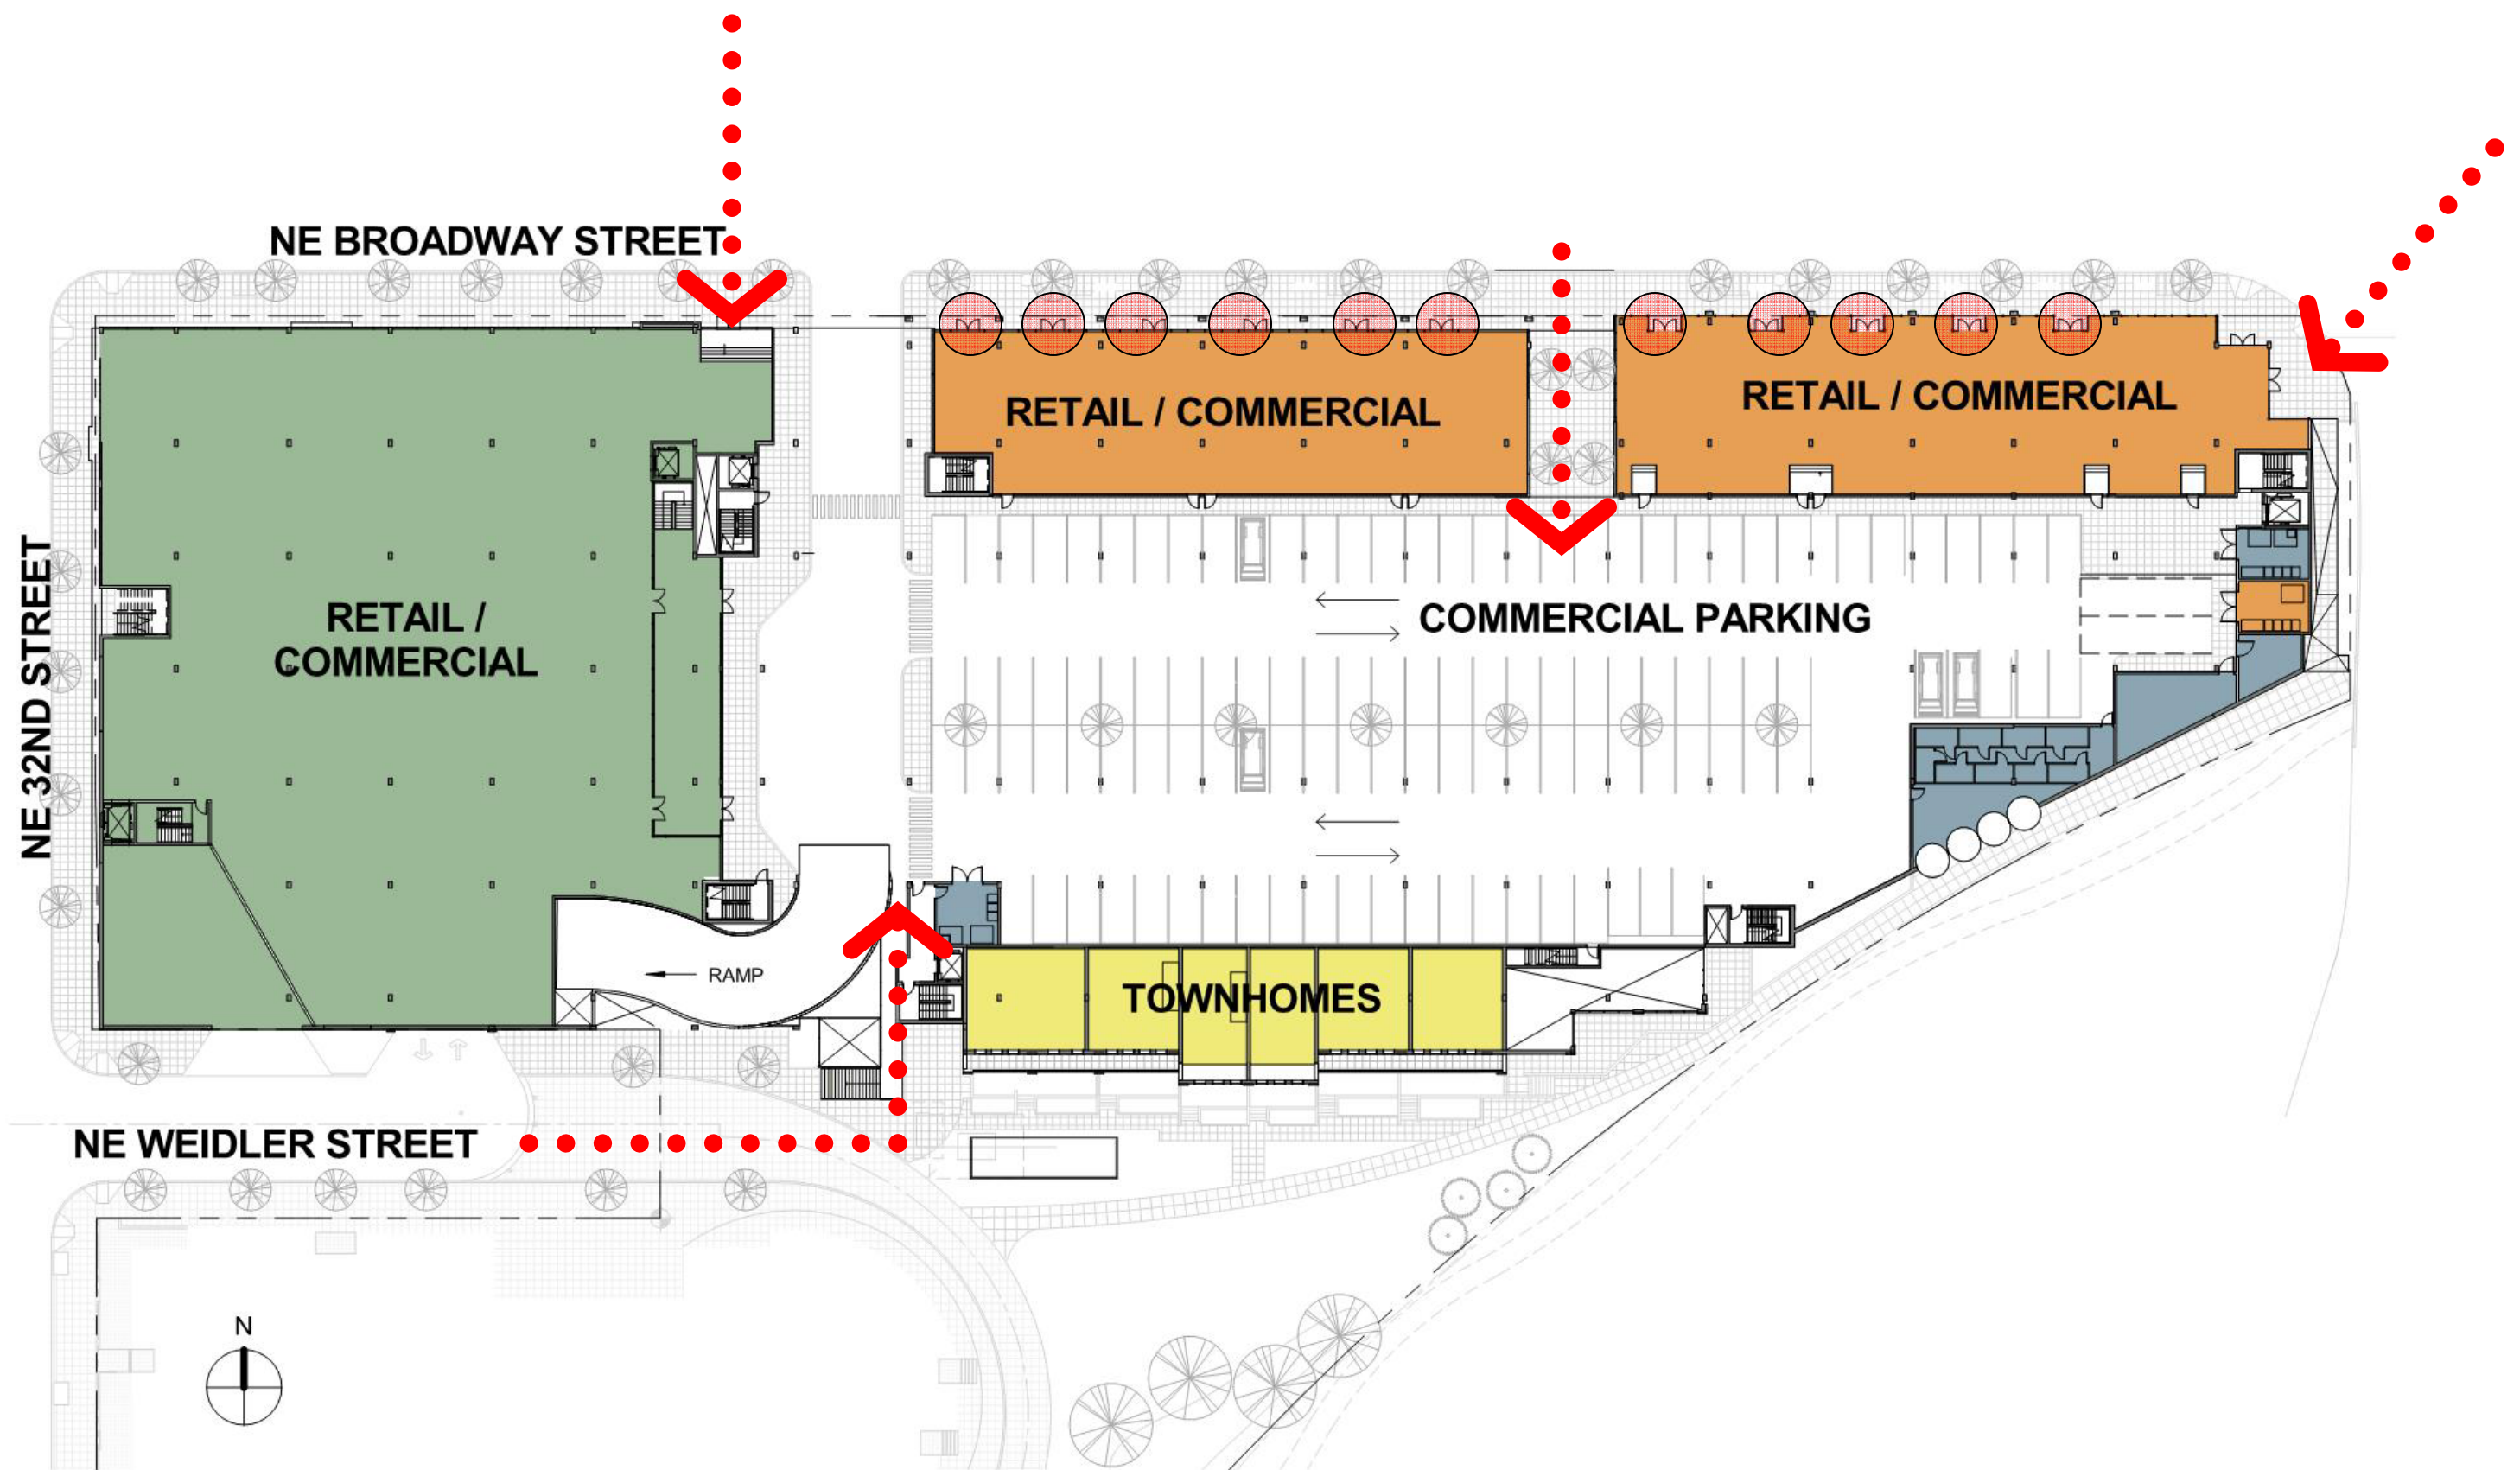 NE BROADWAY STREET
RETAIL / COMMERCIAL
RETAIL / COMMERCIAL
NE 32ND STREET
RETAIL /
COMMERCIAL
COMMERCIAL PARKING
RAMP
TOWNHOMES
NE WEIDLER STREET
N